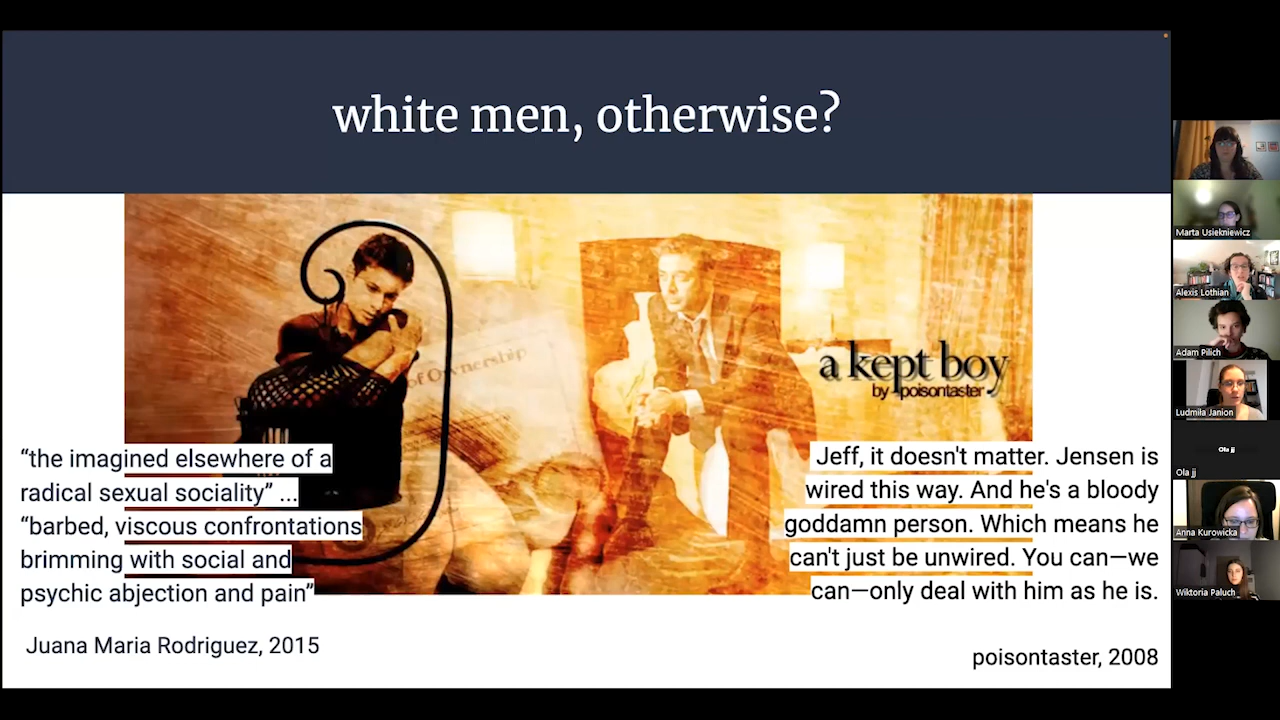 white men, otherwise?
of Ownership
a kept boy
by poisontaster
“the imagined elsewhere of a
radical sexual sociality” ...
“barbed, viscous confrontations
brimming with social and
psychic abjection and pain”
Juana Maria Rodriguez, 2015
Jeff, it doesn't matter. Jensen is
wired this way. And he's a bloody
goddamn person. Which means he
can't just be unwired. You can—we
can—only deal with him as he is.
poisontaster, 2008
Marta Usiekniewicz
Alexis Lothian
Adam Pilich
Ludmiła Janion
Ola jj
Ola jj
Anna Kurowicka
Wiktoria Paluch